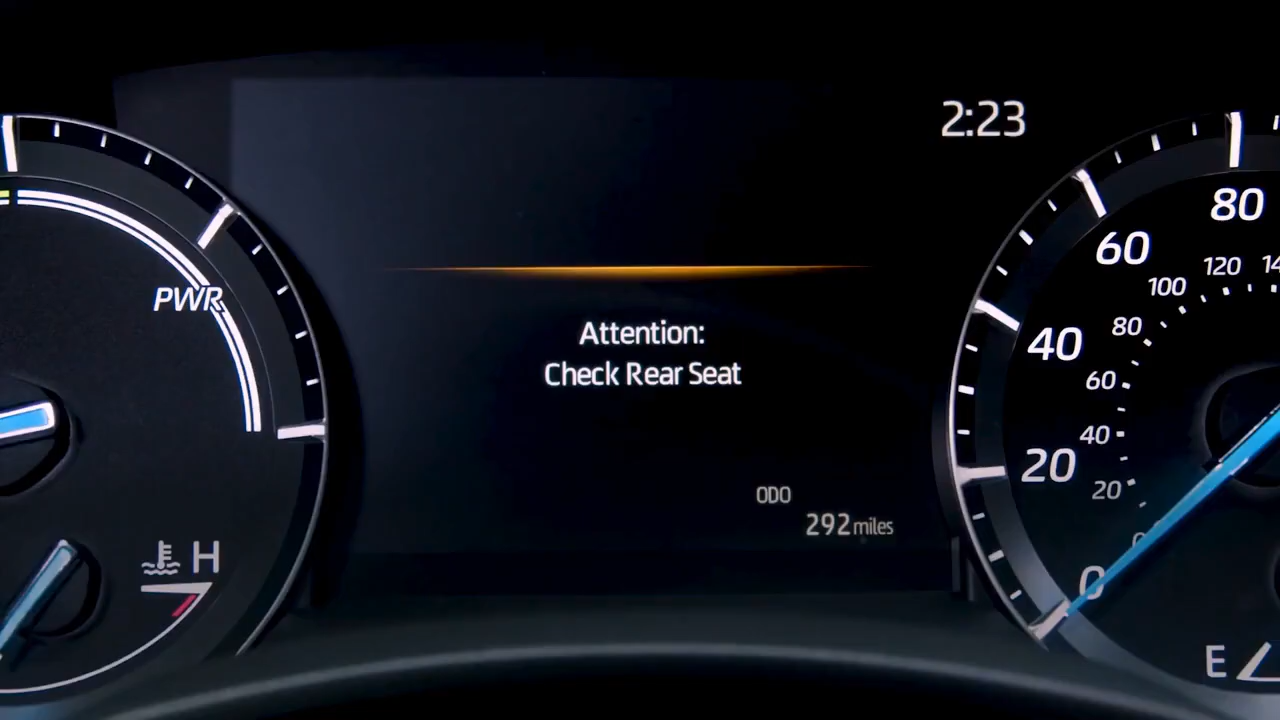 2:23
PWR
Attention:
Check Rear Seat
ODO
292 miles
H
80
60
40
20
0
120
100
80
60
40
20
E